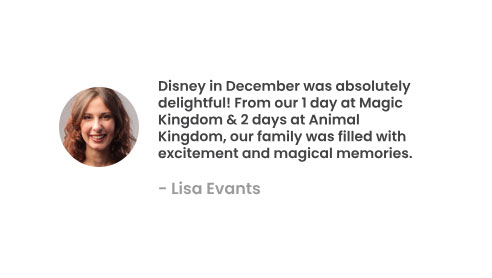 Disney in December was absolutely
delightful! From our 1 day at Magic
Kingdom & 2 days at Animal
Kingdom, our family was filled with
excitement and magical memories.
- Lisa Evants